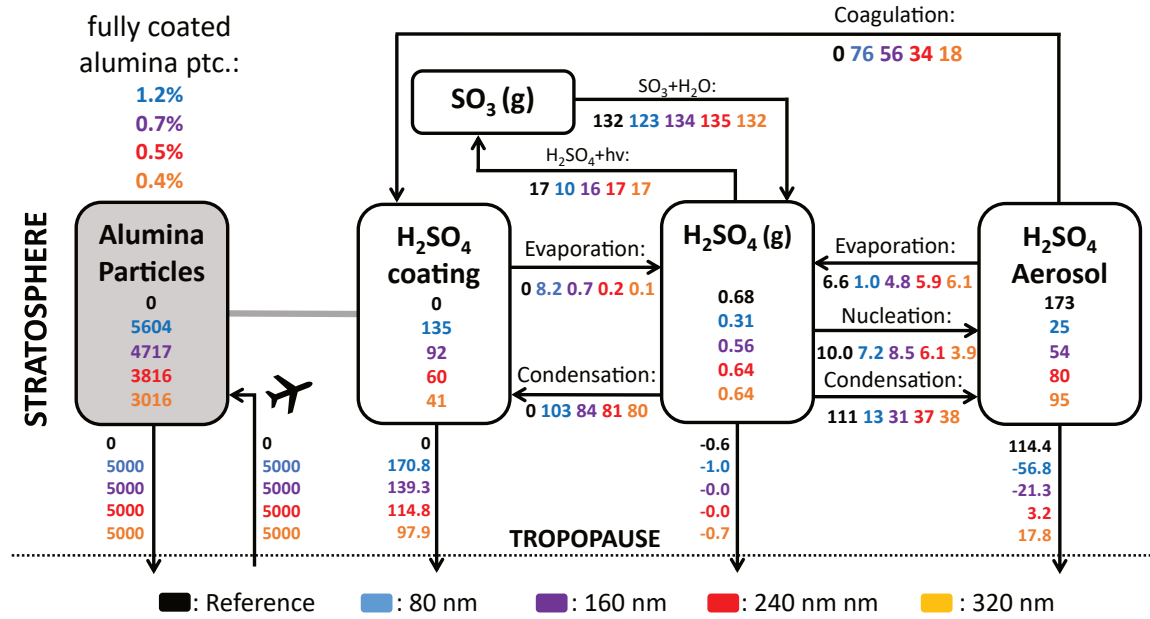 fully coated
alumina ptc.:
1.2%
0.7%
0.5%
0.4%
Coagulation:
0 76 56 34 18
SO₃ (g)
SO₃+H₂O:
132 123 134 135 132
H₂SO₄+hv:
17 10 16 17 17
STRATOSPHERE
Alumina
Particles
0
5604
4717
3816
3016
H₂SO₄
coating
0
135
92
60
41
Evaporation:
0 8.2 0.7 0.2 0.1
Condensation:
0 103 84 81 80
H₂SO₄ (g)
0.68
0.31
0.56
0.64
0.64
Evaporation:
6.6 1.0 4.8 5.9 6.1
Nucleation:
10.0 7.2 8.5 6.1 3.9
Condensation:
111 13 31 37 38
H₂SO₄
Aerosol
173
25
54
80
95
0
5000
5000
5000
5000
0
5000
5000
5000
5000
0
170.8
139.3
114.8
97.9
-0.6
-1.0
-0.0
-0.0
-0.7
114.4
-56.8
-21.3
3.2
17.8
TROPOPAUSE
: Reference
: 80 nm
: 160 nm
: 240 nm nm
: 320 nm